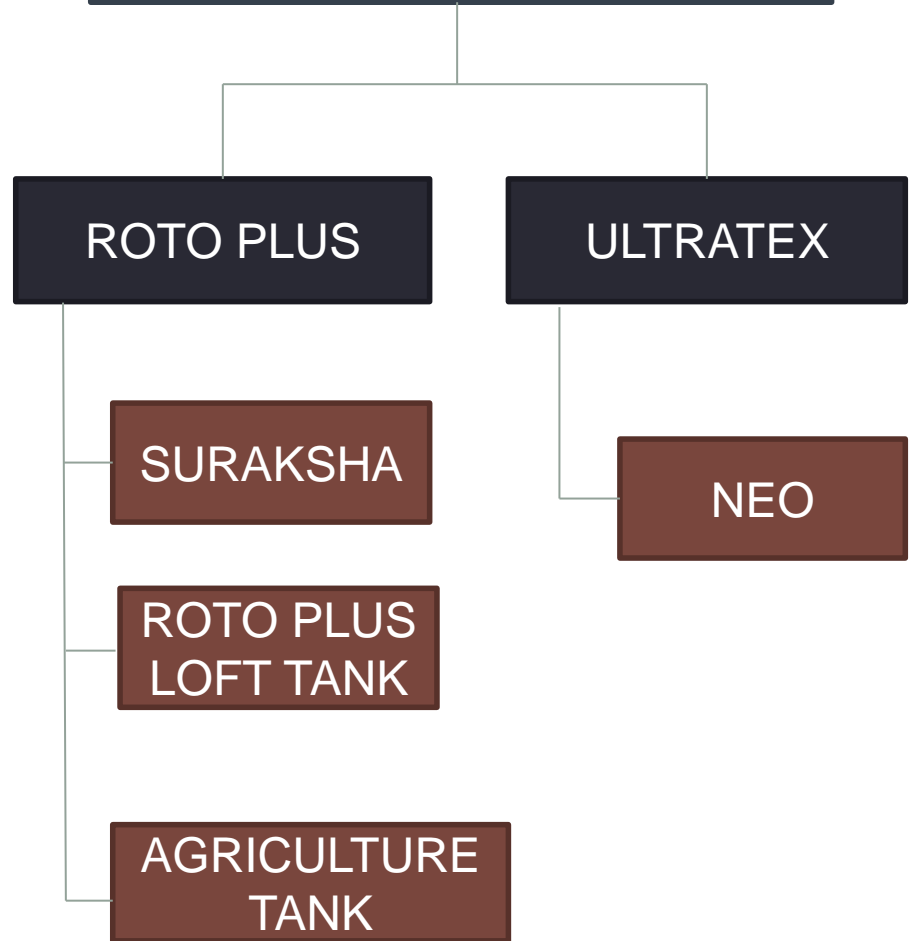 ROTO PLUS
ULTRATEX
SURAKSHA
NEO
ROTO PLUS
LOFT TANK
AGRICULTURE
TANK